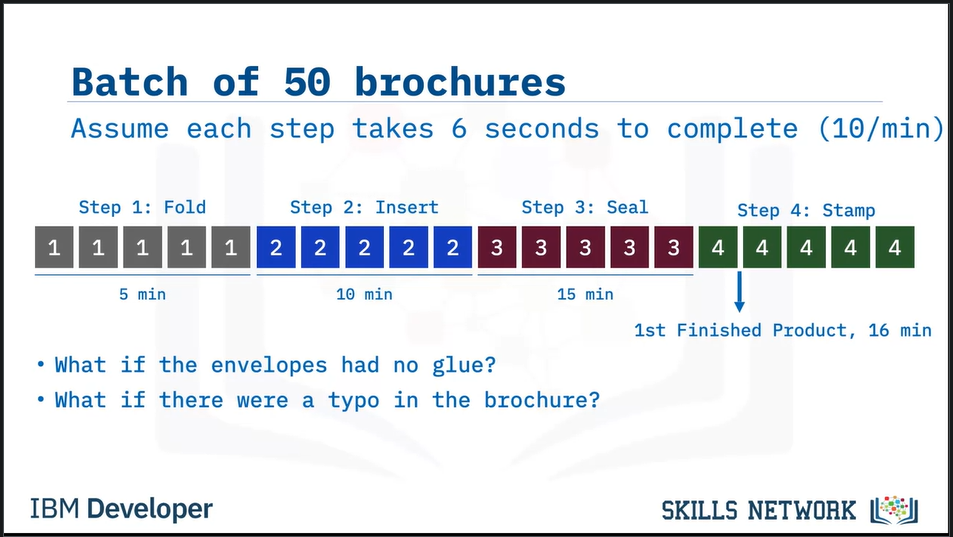 Batch of 50 brochures
Assume each step takes 6 seconds to complete (10/min)
Step 1: Fold Step 2: Insert Step 3: Seal Step 4: Stamp
1 1 1 1 1 2 2 2 2 2 3 3 3 3 3 4 4 4 4 4
5 min 10 min 15 min
1st Finished Product, 16 min
• What if the envelopes had no glue?
• What if there were a typo in the brochure?
IBM Developer
SKILLS NETWORK